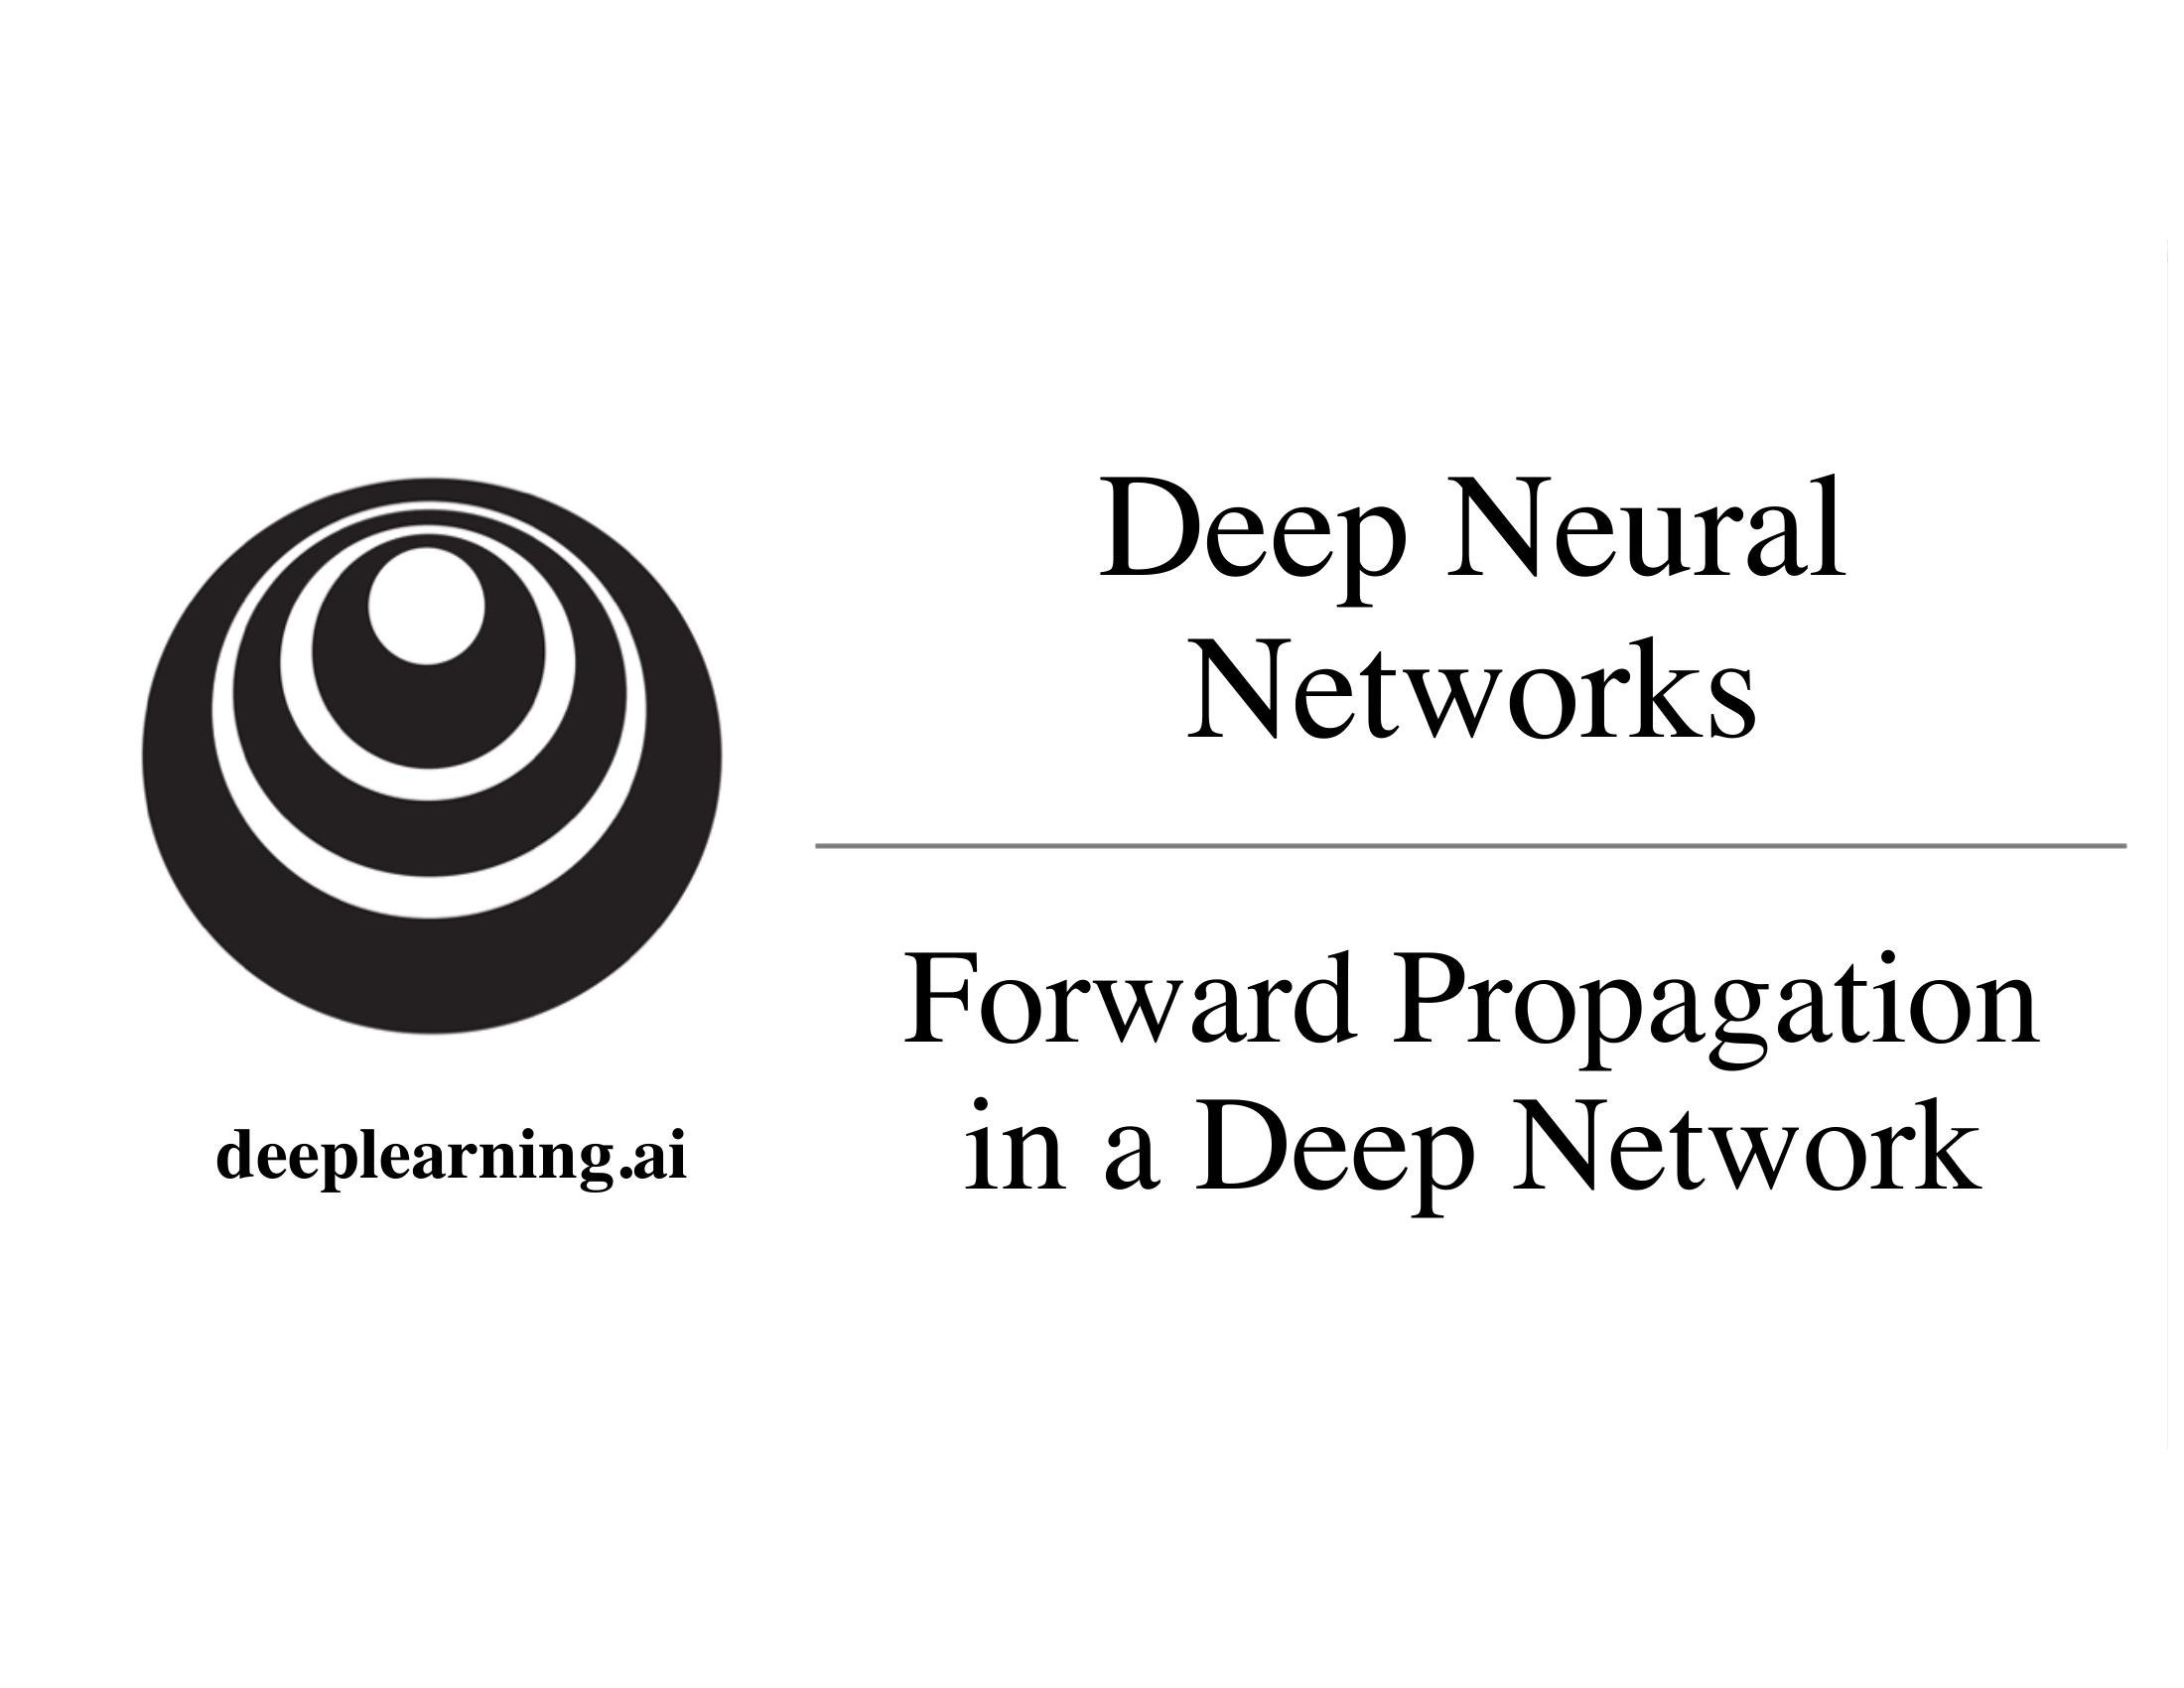 Deep Neural
Networks
Forward Propagation
in a Deep Network
deeplearning.ai